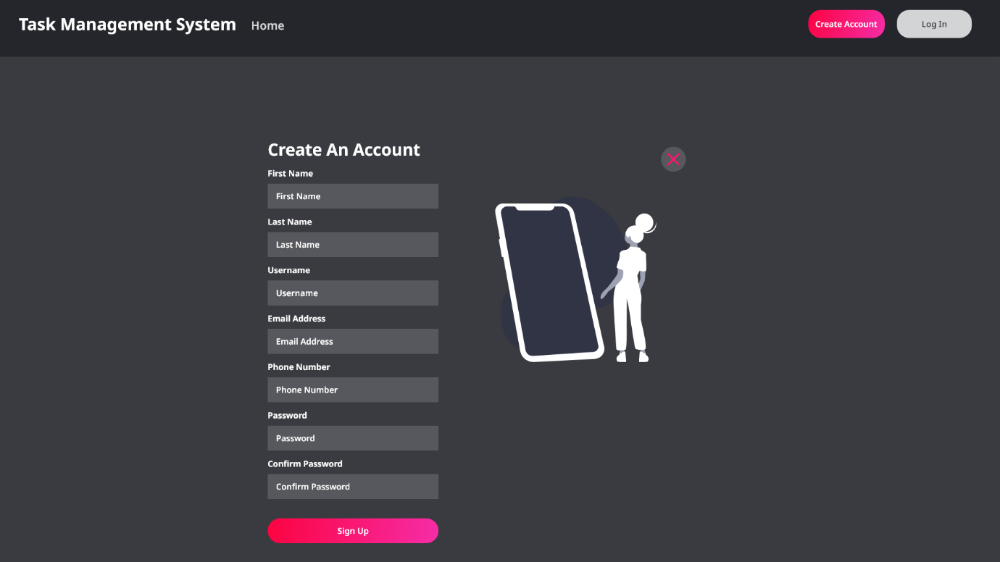 Task Management System Home Create Account Log In
Create An Account
First Name
First Name
Last Name
Last Name
Username
Username
Email Address
Email Address
Phone Number
Phone Number
Password
Password
Confirm Password
Confirm Password
Sign Up